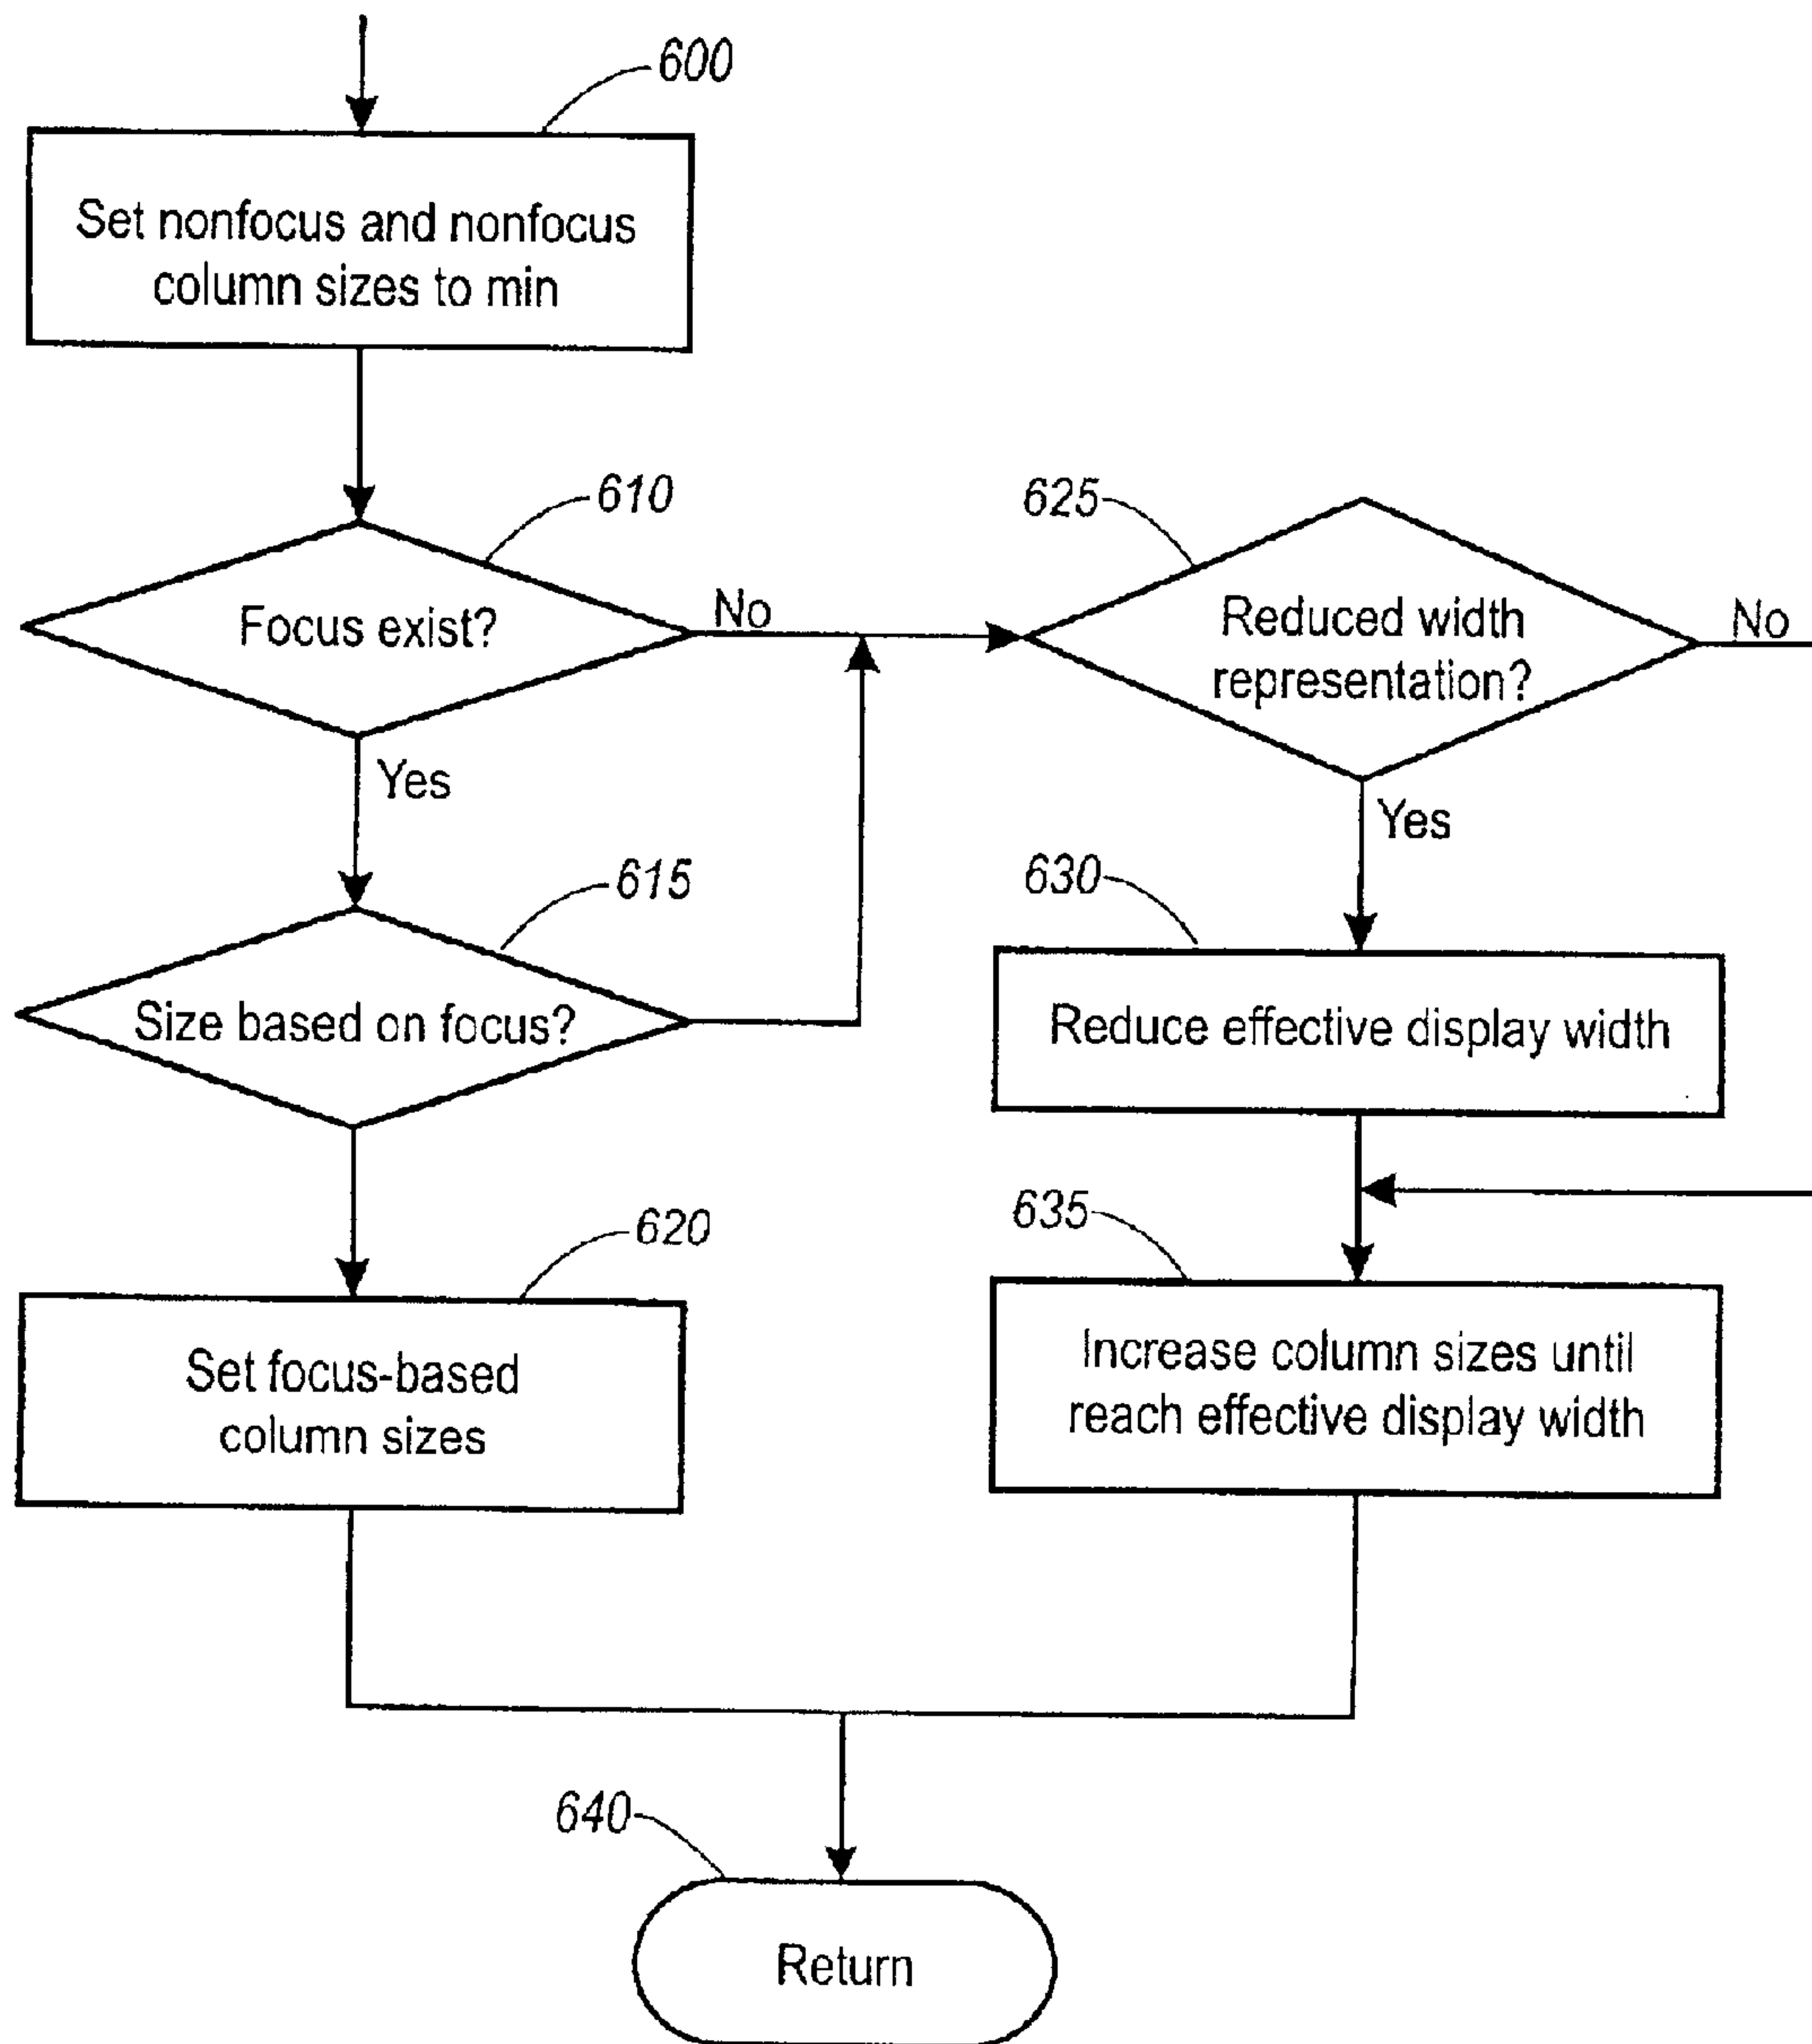 600
Set nonfocus and nonfocus
column sizes to min
610
Focus exist?
No
Yes
625
Reduced width
representation?
No
Yes
615
Size based on focus?
630
Reduce effective display width
620
Set focus-based
column sizes
635
Increase column sizes until
reach effective display width
640
Return